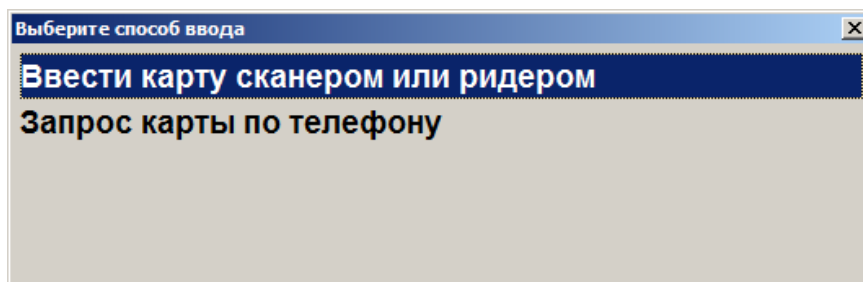 Выберите способ ввода
Ввести карту сканером или ридером
Запрос карты по телефону